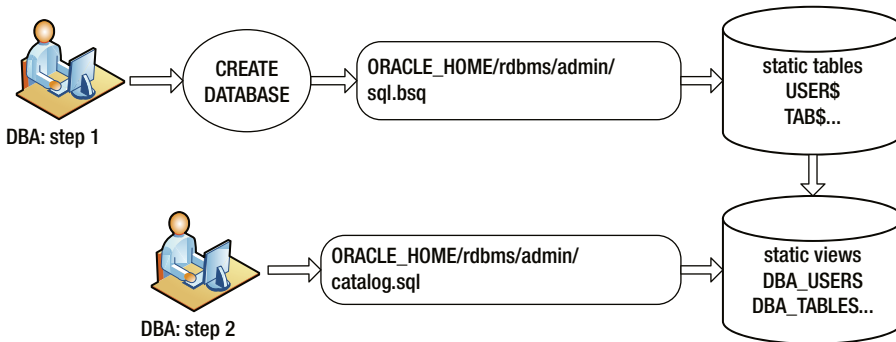 CREATE
DATABASE
ORACLE_HOME/rdbms/admin/
sql.bsq
static tables
USER$
TAB$...
DBA: step 1
ORACLE_HOME/rdbms/admin/
catalog.sql
static views
DBA_USERS
DBA_TABLES...
DBA: step 2